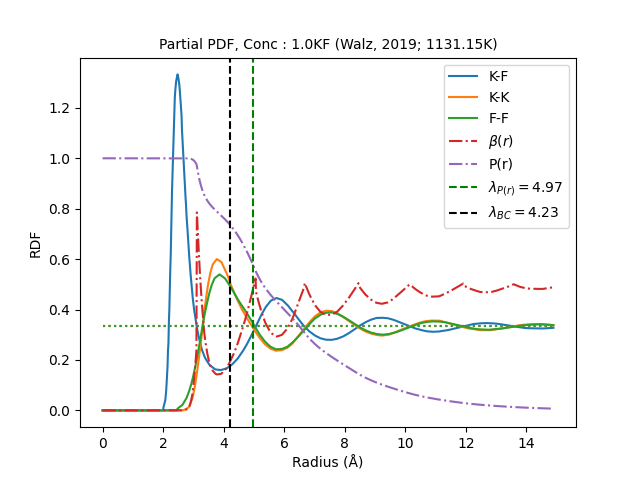 Partial PDF, Conc : 1.0KF (Walz, 2019; 1131.15K)
K-F
K-K
F-F
β(r)
P(r)
λP(r) = 4.97
λBC = 4.23
RDF
1.2
1.0
0.8
0.6
0.4
0.2
0.0
0 2 4 6 8 10 12 14
Radius (Å)